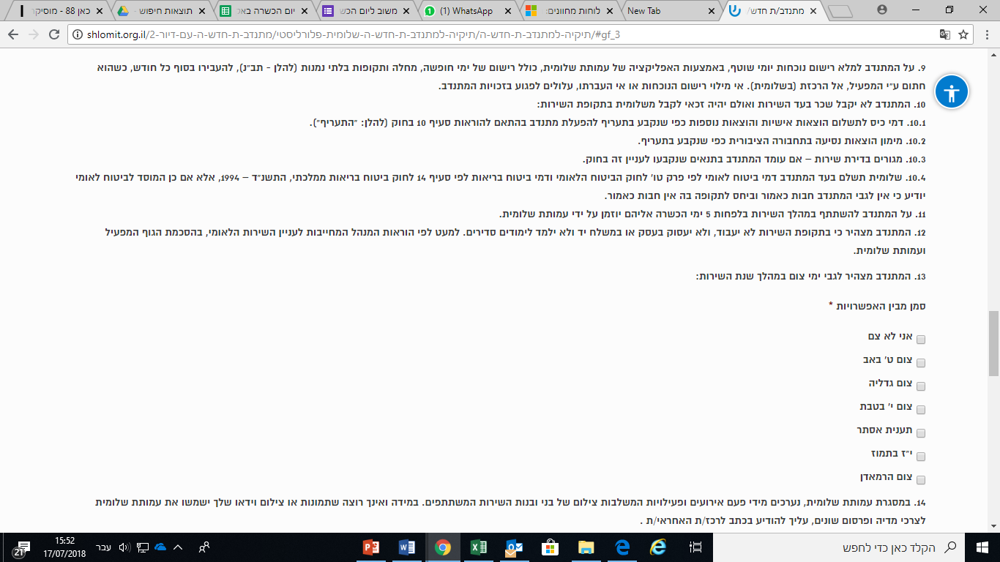 כאן 88 - מוסיקה
תוצאות חיפוש -
יום הכשרה באק
משוב ליום הכש
(1) WhatsApp
לוחות מחוונים:
New Tab
מתנדב/ת חדש/
shlomit.org.il/תיקיה-למתנדב-ת-חדש-ה/תיקיה-למתנדב-ת-חדש-ה-שלומית-פלורליסטי/מתנדב-ת-חדש-ה-עם-דיור-2/#gf_3
9. על המתנדב למלא רישום נוכחות יומי שוטף, באמצעות האפליקציה של עמותת שלומית, כולל רישום של ימי חופשה, מחלה ותקופות בלתי נמנות (להלן - תב"נ), להעבירו בסוף כל חודש, כשהוא
חתום ע"י המפעיל, אל הרכזת (בשלומית). אי מילוי רישום הנוכחות או אי העברתו, עלולים לפגוע בזכויות המתנדב.
10. המתנדב לא יקבל שכר בעד השירות ואולם יהיה זכאי לקבל משלומית בתקופת השירות:
10.1. דמי כיס לתשלום הוצאות אישיות והוצאות נוספות כפי שנקבע בתעריף להפעלת מתנדב בהתאם להוראות סעיף 10 בחוק (להלן: "התעריף").
10.2. מימון הוצאות נסיעה בתחבורה הציבורית כפי שנקבע בתעריף.
10.3. מגורים בדירת שירות – אם עומד המתנדב בתנאים שנקבעו לעניין זה בחוק.
10.4. שלומית תשלם בעד המתנדב דמי ביטוח לאומי לפי פרק טו' לחוק הביטוח הלאומי ודמי ביטוח בריאות לפי סעיף 14 לחוק ביטוח בריאות ממלכתי, התשנ"ד – 1994, אלא אם כן המוסד לביטוח לאומי
יודיע כי אין לגבי המתנדב חבות כאמור וביחס לתקופה בה אין חבות כאמור.
11. על המתנדב להשתתף במהלך השירות בלפחות 5 ימי הכשרה אליהם יוזמן על ידי עמותת שלומית.
12. המתנדב מצהיר כי בתקופת השירות לא יעבוד, ולא יעסוק בעסק או במשלח יד ולא ילמד לימודים סדירים. למעט לפי הוראות המנהל המחייבות לעניין השירות הלאומי, בהסכמת הגוף המפעיל
ועמותת שלומית.
13. המתנדב מצהיר לגבי ימי צום במהלך שנת השירות:
סמן מבין האפשרויות *
אני לא צם
צום ט' באב
צום גדליה
צום י' בטבת
תענית אסתר
י"ז בתמוז
צום הרמאדן
14. במסגרת עמותת שלומית, נערכים מידי פעם אירועים ופעילויות המשלבות צילום של בני ובנות השירות המשתתפים. במידה ואינך רוצה שתמונות או צילום וידאו שלך ישמשו את עמותת שלומית
לצרכי מדיה ופרסום שונים, עליך להודיע בכתב לרכז/ת האחראי/ת .
הקלד כאן כדי לחפש
עבר
15:52
17/07/2018
21